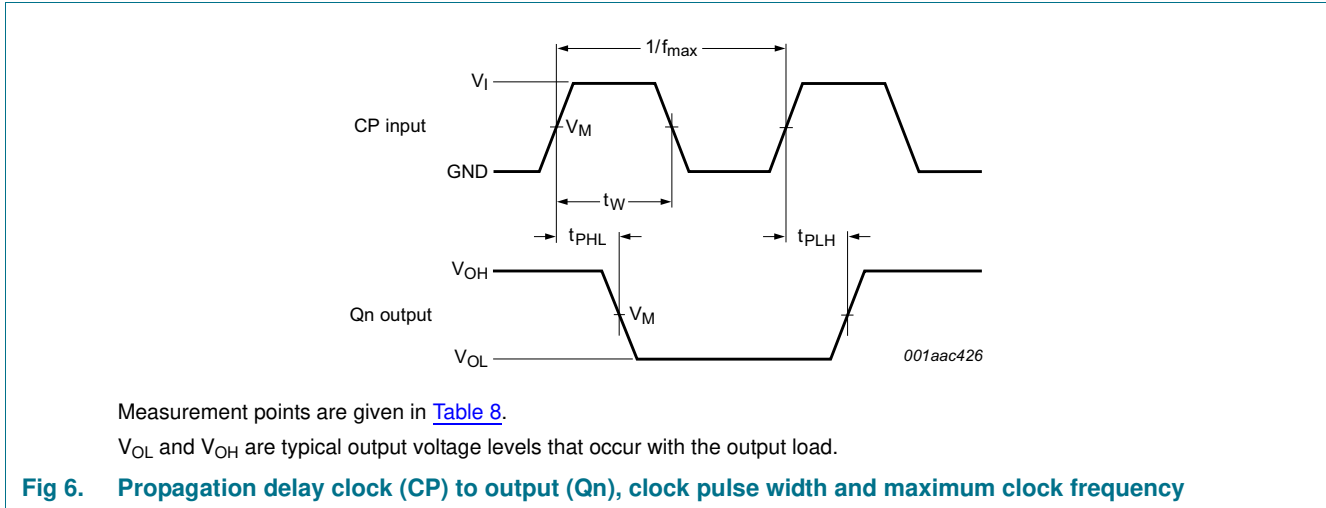 1/fmax
VI
CP input
VM
GND
tW
tPHL
tPLH
VOH
Qn output
VM
VOL
001aac426
Measurement points are given in Table 8.
VOL and VOH are typical output voltage levels that occur with the output load.
Fig 6. Propagation delay clock (CP) to output (Qn), clock pulse width and maximum clock frequency